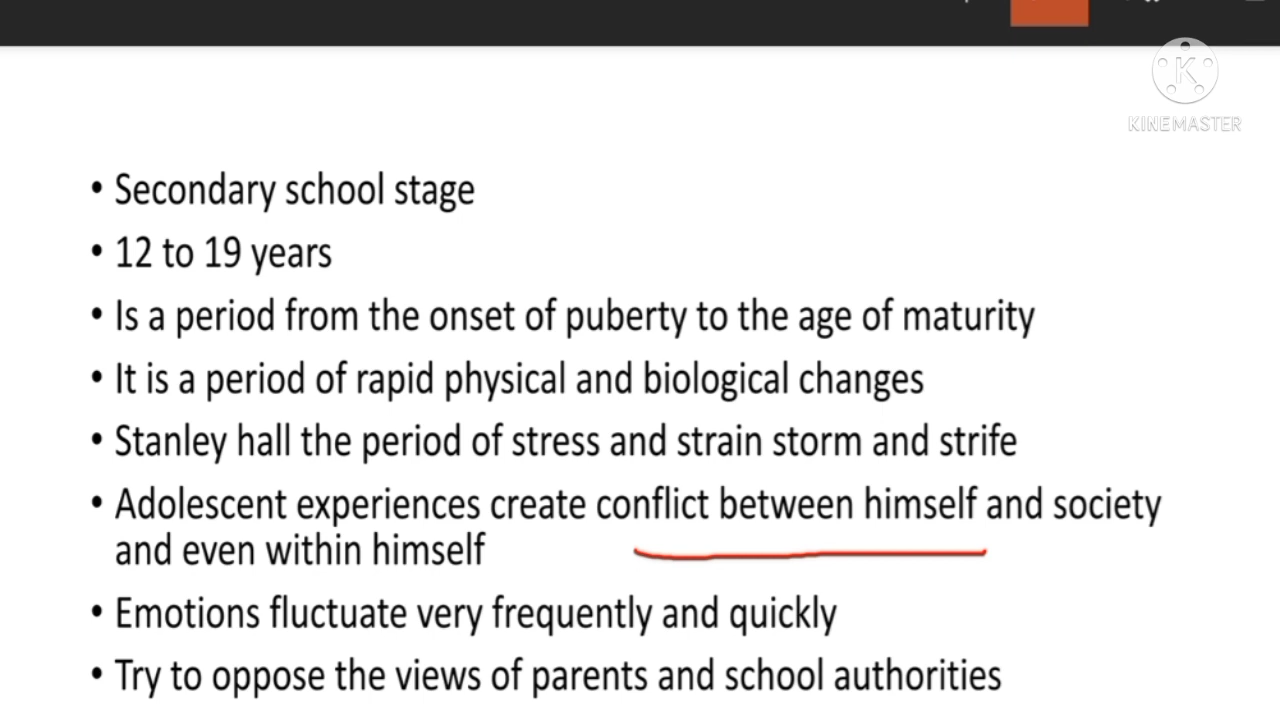 KINEMASTER
• Secondary school stage
• 12 to 19 years
• Is a period from the onset of puberty to the age of maturity
• It is a period of rapid physical and biological changes
• Stanley hall the period of stress and strain storm and strife
• Adolescent experiences create conflict between himself and society
and even within himself
• Emotions fluctuate very frequently and quickly
• Try to oppose the views of parents and school authorities